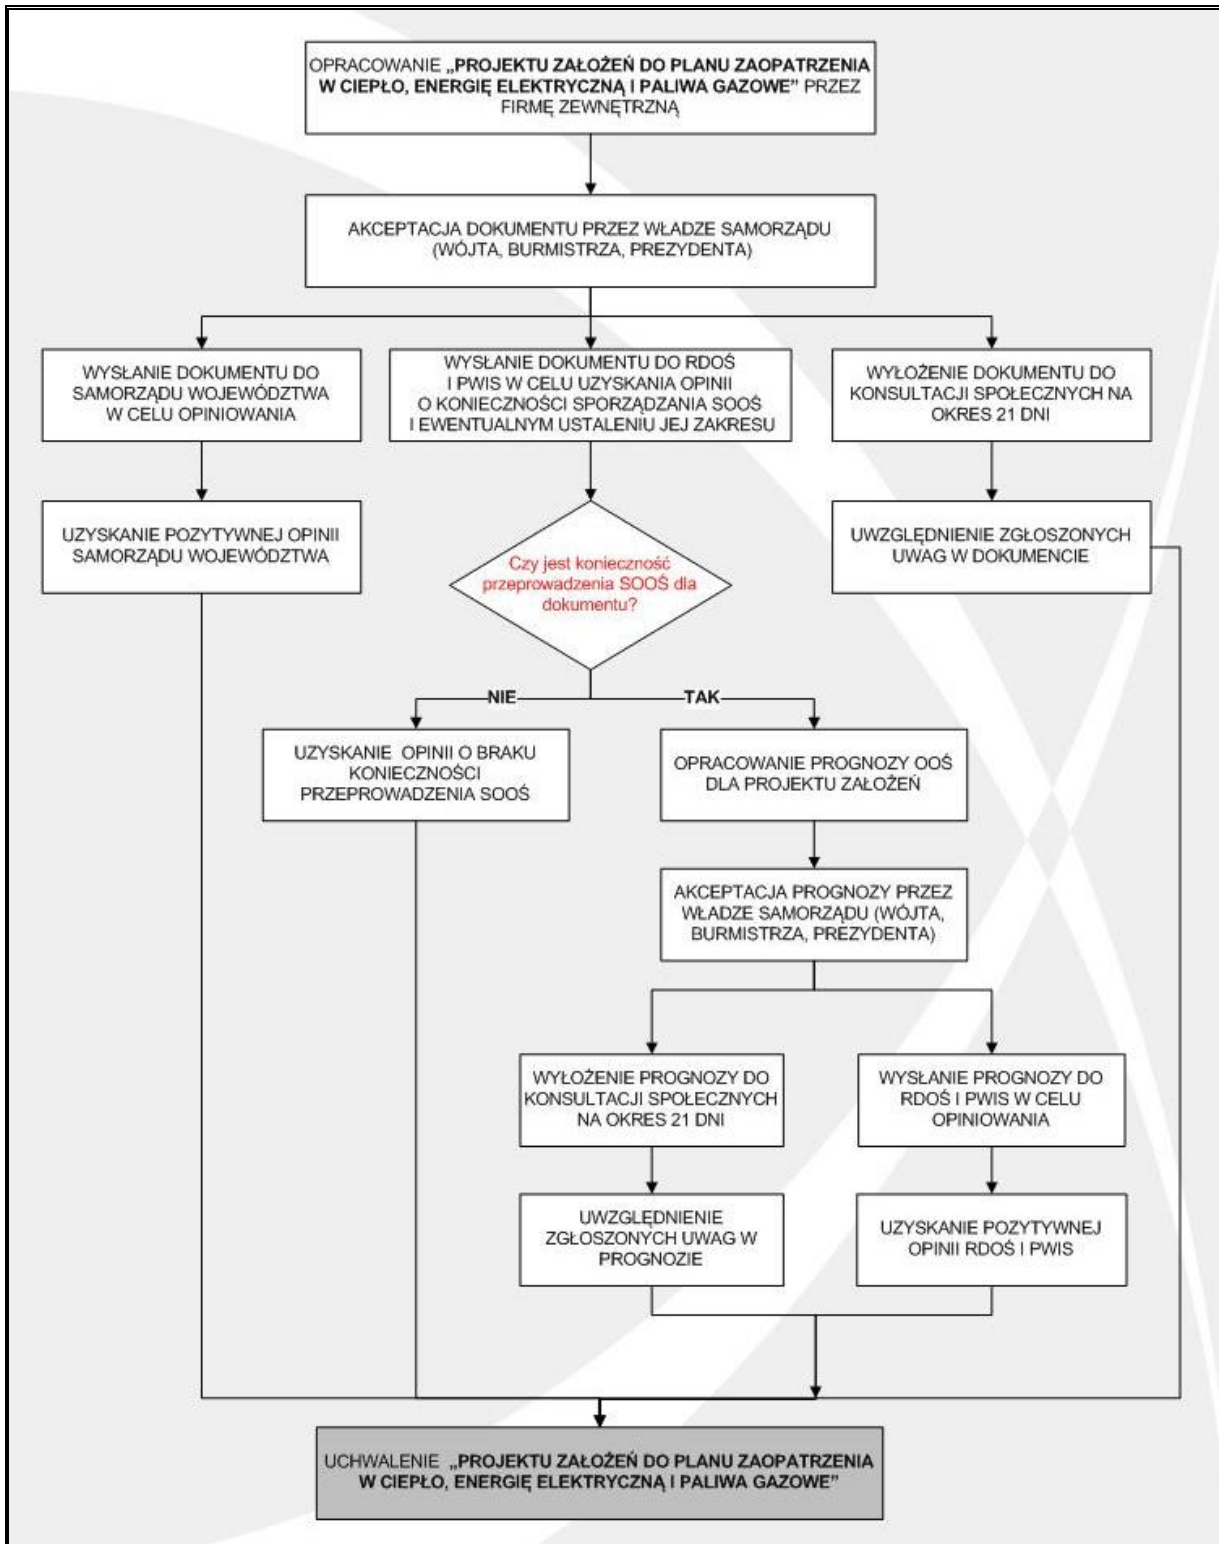 OPRACOWANIE „PROJEKTU ZAŁOŻEŃ DO PLANU ZAOPATRZENIA
W CIEPŁO, ENERGIĘ ELEKTRYCZNĄ I PALIWA GAZOWE” PRZEZ
FIRMĘ ZEWNĘTRZNĄ
AKCEPTACJA DOKUMENTU PRZEZ WŁADZE SAMORZĄDU
(WÓJTA, BURMISTRZA, PREZYDENTA)
WYSŁANIE DOKUMENTU DO
SAMORZĄDU WOJEWÓDZTWA
W CELU OPINIOWANIA
WYSŁANIE DOKUMENTU DO RDOŚ
I PWIS W CELU UZYSKANIA OPINII
O KONIECZNOŚCI SPORZĄDZANIA SOOŚ
I EWENTUALNYM USTALENIU JEJ ZAKRESU
WYŁOŻENIE DOKUMENTU DO
KONSULTACJI SPOŁECZNYCH NA
OKRES 21 DNI
UZYSKANIE POZYTYWNEJ OPINII
SAMORZĄDU WOJEWÓDZTWA
Czy jest konieczność
przeprowadzenia SOOŚ dla
dokumentu?
UWZGLĘDNIENIE ZGŁOSZONYCH
UWAG W DOKUMENCIE
NIE
TAK
UZYSKANIE OPINII O BRAKU
KONIECZNOŚCI
PRZEPROWADZENIA SOOŚ
OPRACOWANIE PROGNOZY OOŚ
DLA PROJEKTU ZAŁOŻEŃ
AKCEPTACJA PROGNOZY PRZEZ
WŁADZE SAMORZĄDU (WÓJTA,
BURMISTRZA, PREZYDENTA)
WYŁOŻENIE PROGNOZY DO
KONSULTACJI SPOŁECZNYCH
NA OKRES 21 DNI
WYSŁANIE PROGNOZY DO
RDOŚ I PWIS W CELU
OPINIOWANIA
UWZGLĘDNIENIE
ZGŁOSZONYCH UWAG W
PROGNOZIE
UZYSKANIE POZYTYWNEJ
OPINII RDOŚ I PWIS
UCHWALENIE „PROJEKTU ZAŁOŻEŃ DO PLANU ZAOPATRZENIA
W CIEPŁO, ENERGIĘ ELEKTRYCZNĄ I PALIWA GAZOWE”